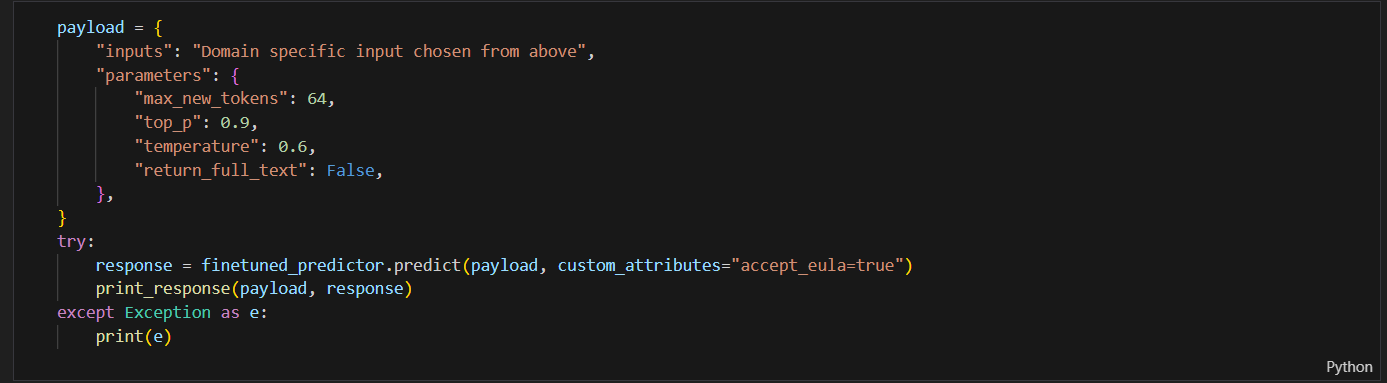 payload = {
    "inputs": "Domain specific input chosen from above",
    "parameters": {
        "max_new_tokens": 64,
        "top_p": 0.9,
        "temperature": 0.6,
        "return_full_text": False,
    },
}
try:
    response = finetuned_predictor.predict(payload, custom_attributes="accept_eula=true")
    print_response(payload, response)
except Exception as e:
    print(e)
Python